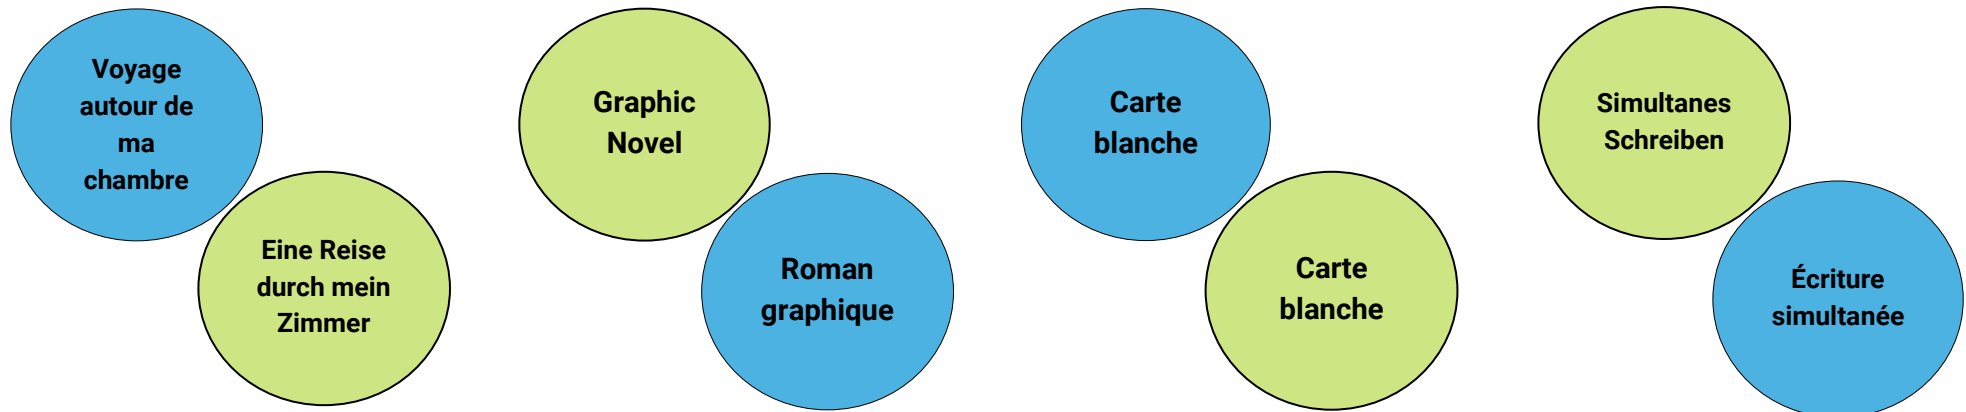 Voyage
autour de
ma
chambre
Eine Reise
durch mein
Zimmer
Graphic
Novel
Roman
graphique
Carte
blanche
Carte
blanche
Simultanes
Schreiben
Écriture
simultanée